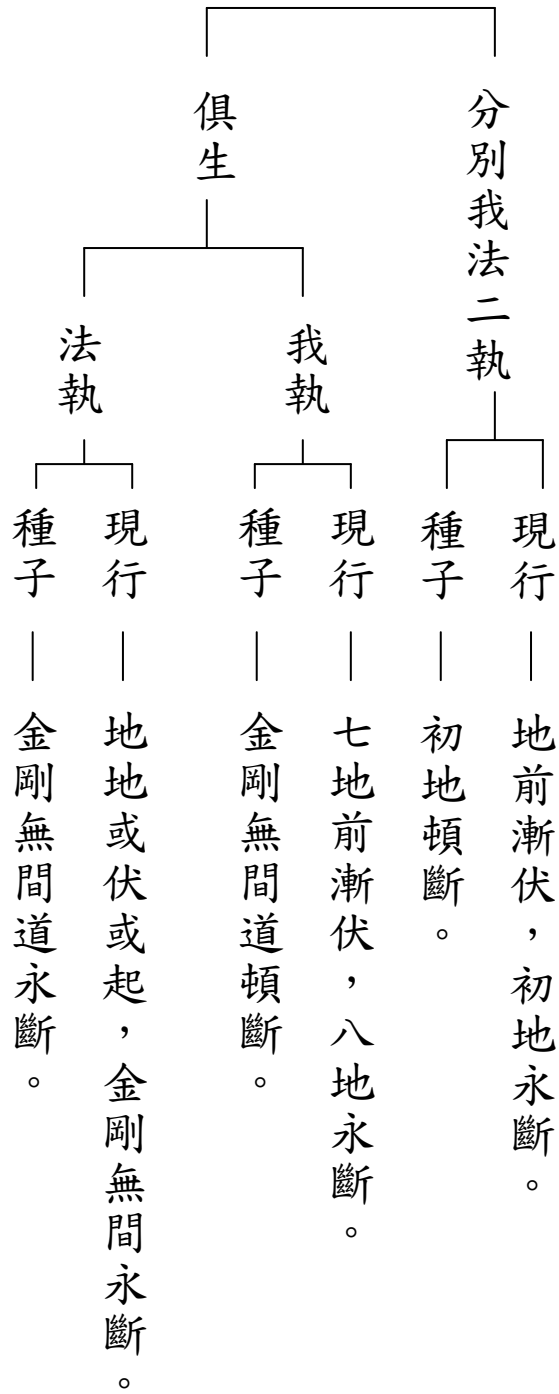 分別我法二執
現行
地前漸伏，初地永斷。
種子
初地頓斷。
俱生
我執
現行
七地前漸伏，八地永斷。
種子
金剛無間道頓斷。
法執
現行
地地或伏或起，金剛無間永斷。
種子
金剛無間道永斷。